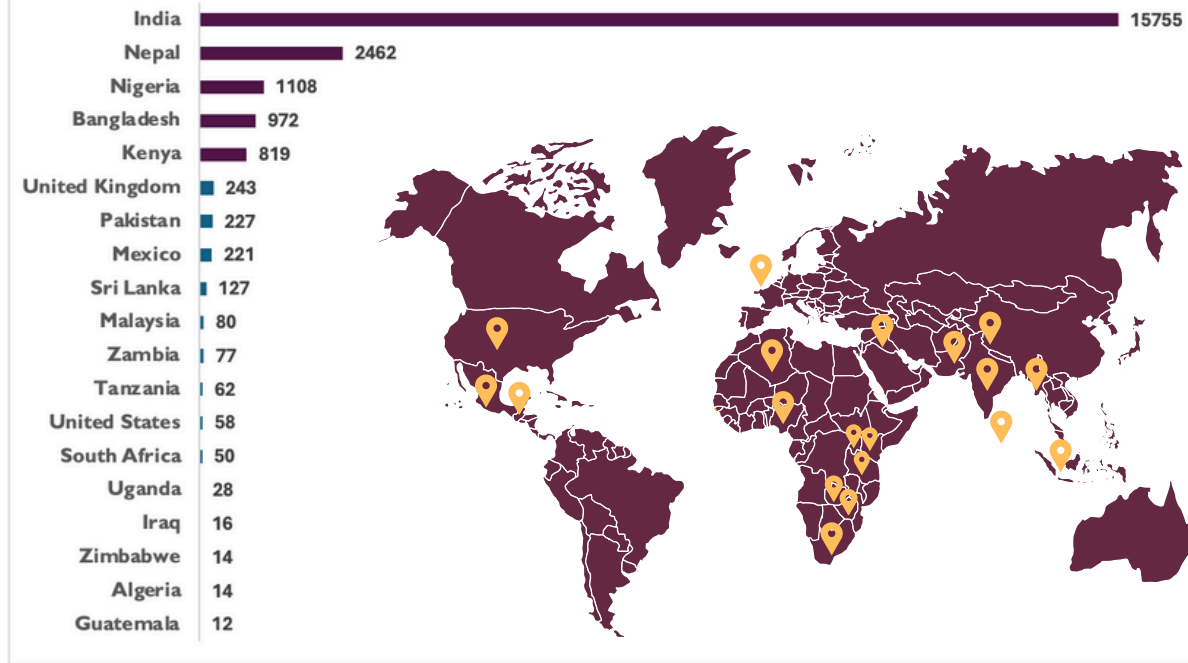 India 15755
Nepal 2462
Nigeria 1108
Bangladesh 972
Kenya 819
United Kingdom 243
Pakistan 227
Mexico 221
Sri Lanka 127
Malaysia 80
Zambia 77
Tanzania 62
United States 58
South Africa 50
Uganda 28
Iraq 16
Zimbabwe 14
Algeria 14
Guatemala 12